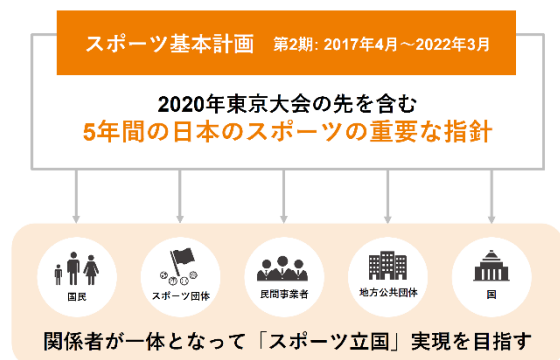 スポーツ基本計画 第2期: 2017年4月～2022年3月
2020年東京大会の先を含む
5年間の日本のスポーツの重要な指針
国民
スポーツ団体
民間事業者
地方公共団体
国
関係者が一体となって「スポーツ立国」実現を目指す